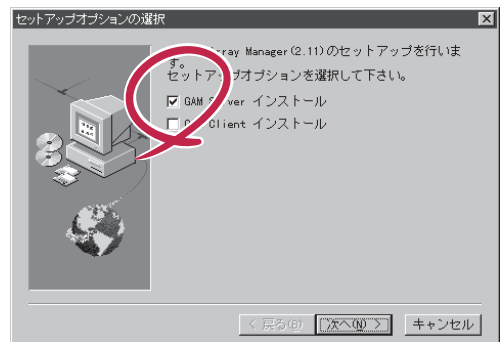 セットアップオプションの選択
Array Manager(2.11)のセットアップを行いま
す。
セットアップオプションを選択して下さい。
GAM Server インストール
Client インストール
< 戻る(B)
次へ(N) >
キャンセル